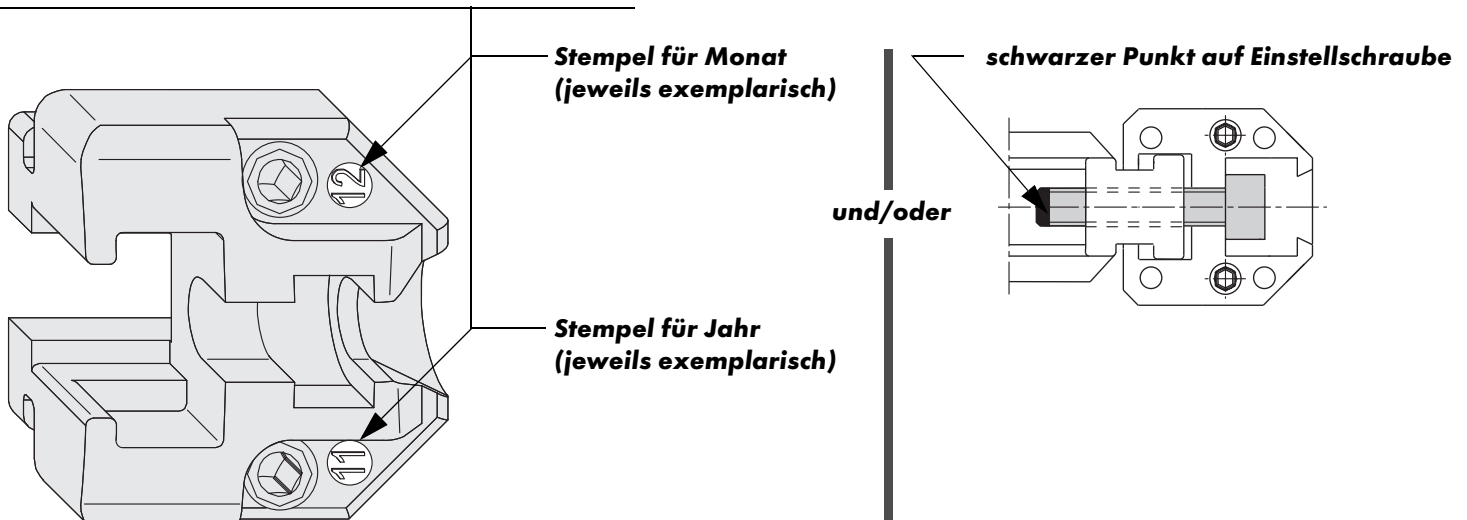 Stempel für Monat
(jeweils exemplarisch)
12
Stempel für Jahr
(jeweils exemplarisch)
11
und/oder
schwarzer Punkt auf Einstellschraube